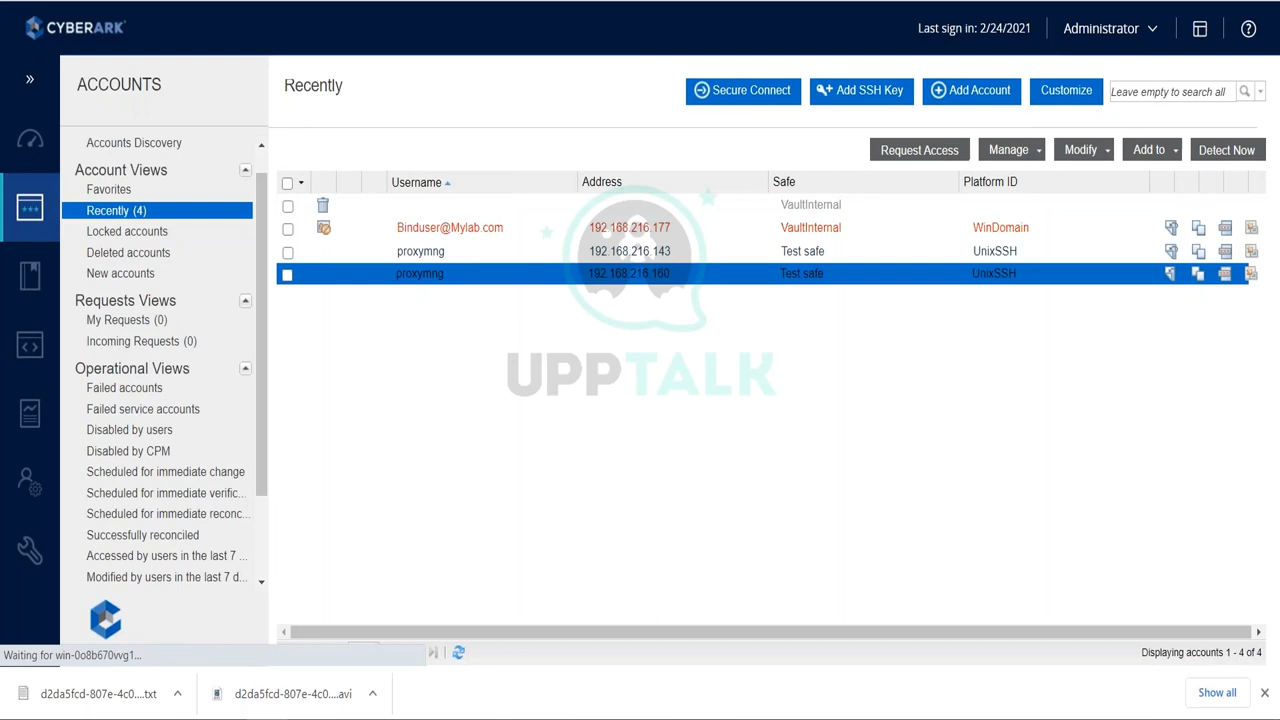 CYBERARK
Last sign in: 2/24/2021
Administrator
»
ACCOUNTS
Recently
Secure Connect
Add SSH Key
Add Account
Customize
Leave empty to search all
Accounts Discovery
Account Views
Favorites
Recently (4)
Locked accounts
Deleted accounts
New accounts
Requests Views
My Requests (0)
Incoming Requests (0)
Operational Views
Failed accounts
Failed service accounts
Disabled by users
Disabled by CPM
Scheduled for immediate change
Scheduled for immediate verific...
Scheduled for immediate reconc...
Successfully reconciled
Accessed by users in the last 7 ...
Modified by users in the last 7 d...
Request Access
Manage
Modify
Add to
Detect Now
Username Address Safe Platform ID
VaultInternal
Binduser@Mylab.com 192.168.216.177 VaultInternal WinDomain
proxymng 192.168.216.143 Test safe UnixSSH
proxymng 192.168.216.160 Test safe UnixSSH
UPPTALK
Displaying accounts 1 - 4 of 4
Waiting for win-0o8b670vvg1...
d2da5fcd-807e-4c0....txt
d2da5fcd-807e-4c0....avi
Show all